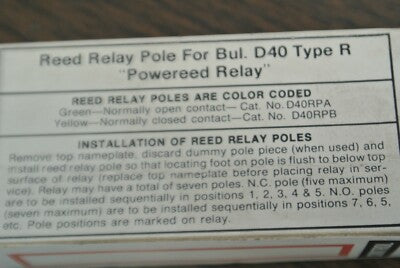 Reed Relay Pole For Bul. D40 Type R
"Powereed Relay"
REED RELAY POLES ARE COLOR CODED
Green—Normally open contact—Cat. No. D40RPA
Yellow—Normally closed contact—Cat. No. D40RPB
INSTALLATION OF REED RELAY POLES
Remove top nameplate, discard dummy pole piece (when used) and
install reed relay pole so that locating foot on pole is flush to below top
surface of relay (replace top nameplate before placing relay in ser-
vice). Relay may have a total of seven poles. N.C. pole (five maximum)
are to be installed sequentially in positions 1, 2, 3, 4 & 5. N.O. poles
(seven maximum) are to be installed sequentially in positions 7, 6, 5,
etc. Pole positions are marked on relay.